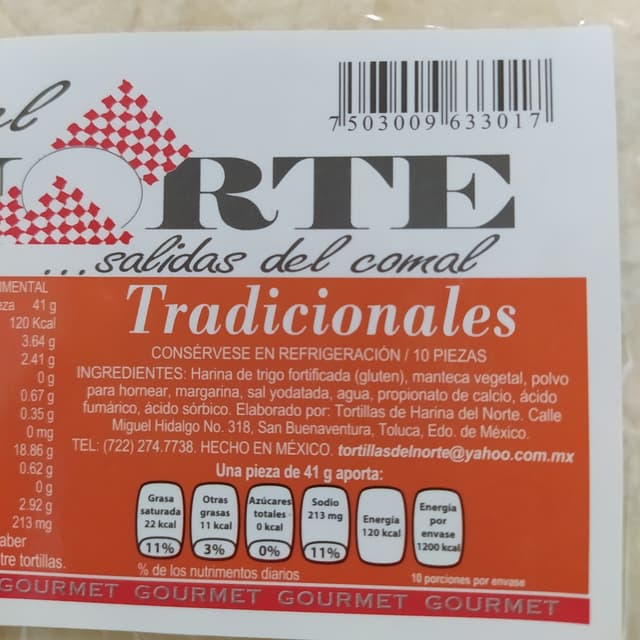 7 503009 633017
NORTE
...salidas del comal
Tradicionales
CONSÉRVESE EN REFRIGERACIÓN / 10 PIEZAS
INGREDIENTES: Harina de trigo fortificada (gluten), manteca vegetal, polvo
para hornear, margarina, sal yodatada, agua, propionato de calcio, ácido
fumárico, ácido sórbico. Elaborado por: Tortillas de Harina del Norte. Calle
Miguel Hidalgo No. 318, San Buenaventura, Toluca, Edo. de México.
TEL: (722) 274.7738. HECHO EN MÉXICO. tortillasdelnorte@yahoo.com.mx
Una pieza de 41 g aporta:
Grasa saturada 22 kcal 11%
Otras grasas 11 kcal 3%
Azúcares totales 0 kcal 0%
Sodio 213 mg 11%
Energía 120 kcal
Energía por envase 1200 kcal
% de los nutrimentos diarios
10 porciones por envase
41 g
120 Kcal
3.64 g
2.41 g
0 g
0.67 g
0.35 g
0 mg
18.86 g
0.62 g
0 g
2.92 g
213 mg
tre tortillas.
GOURMET GOURMET GOURMET GOURMET